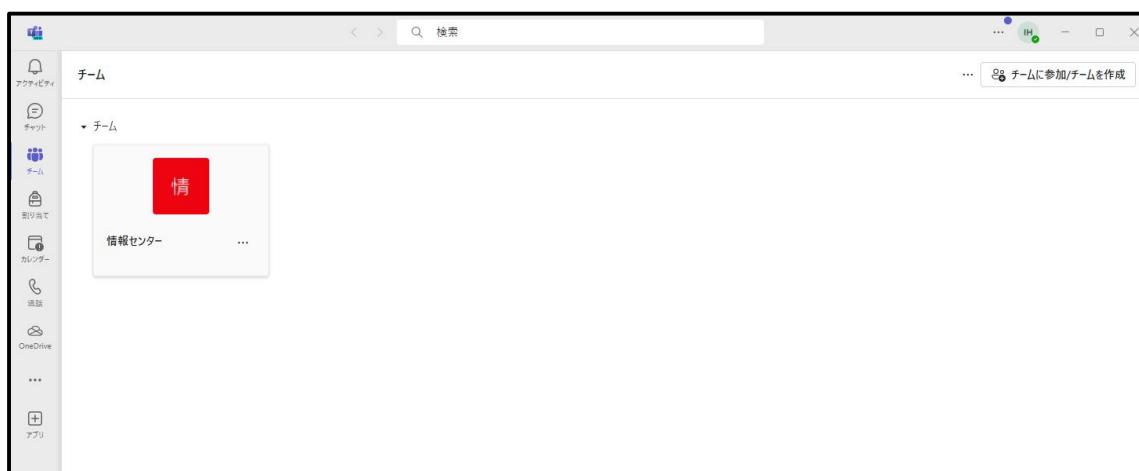 検索
IH
アクティビティ
チーム
… チームに参加/チームを作成
チャット
▾ チーム
チーム
情
割り当て
情報センター …
カレンダー
通話
OneDrive
アプリ